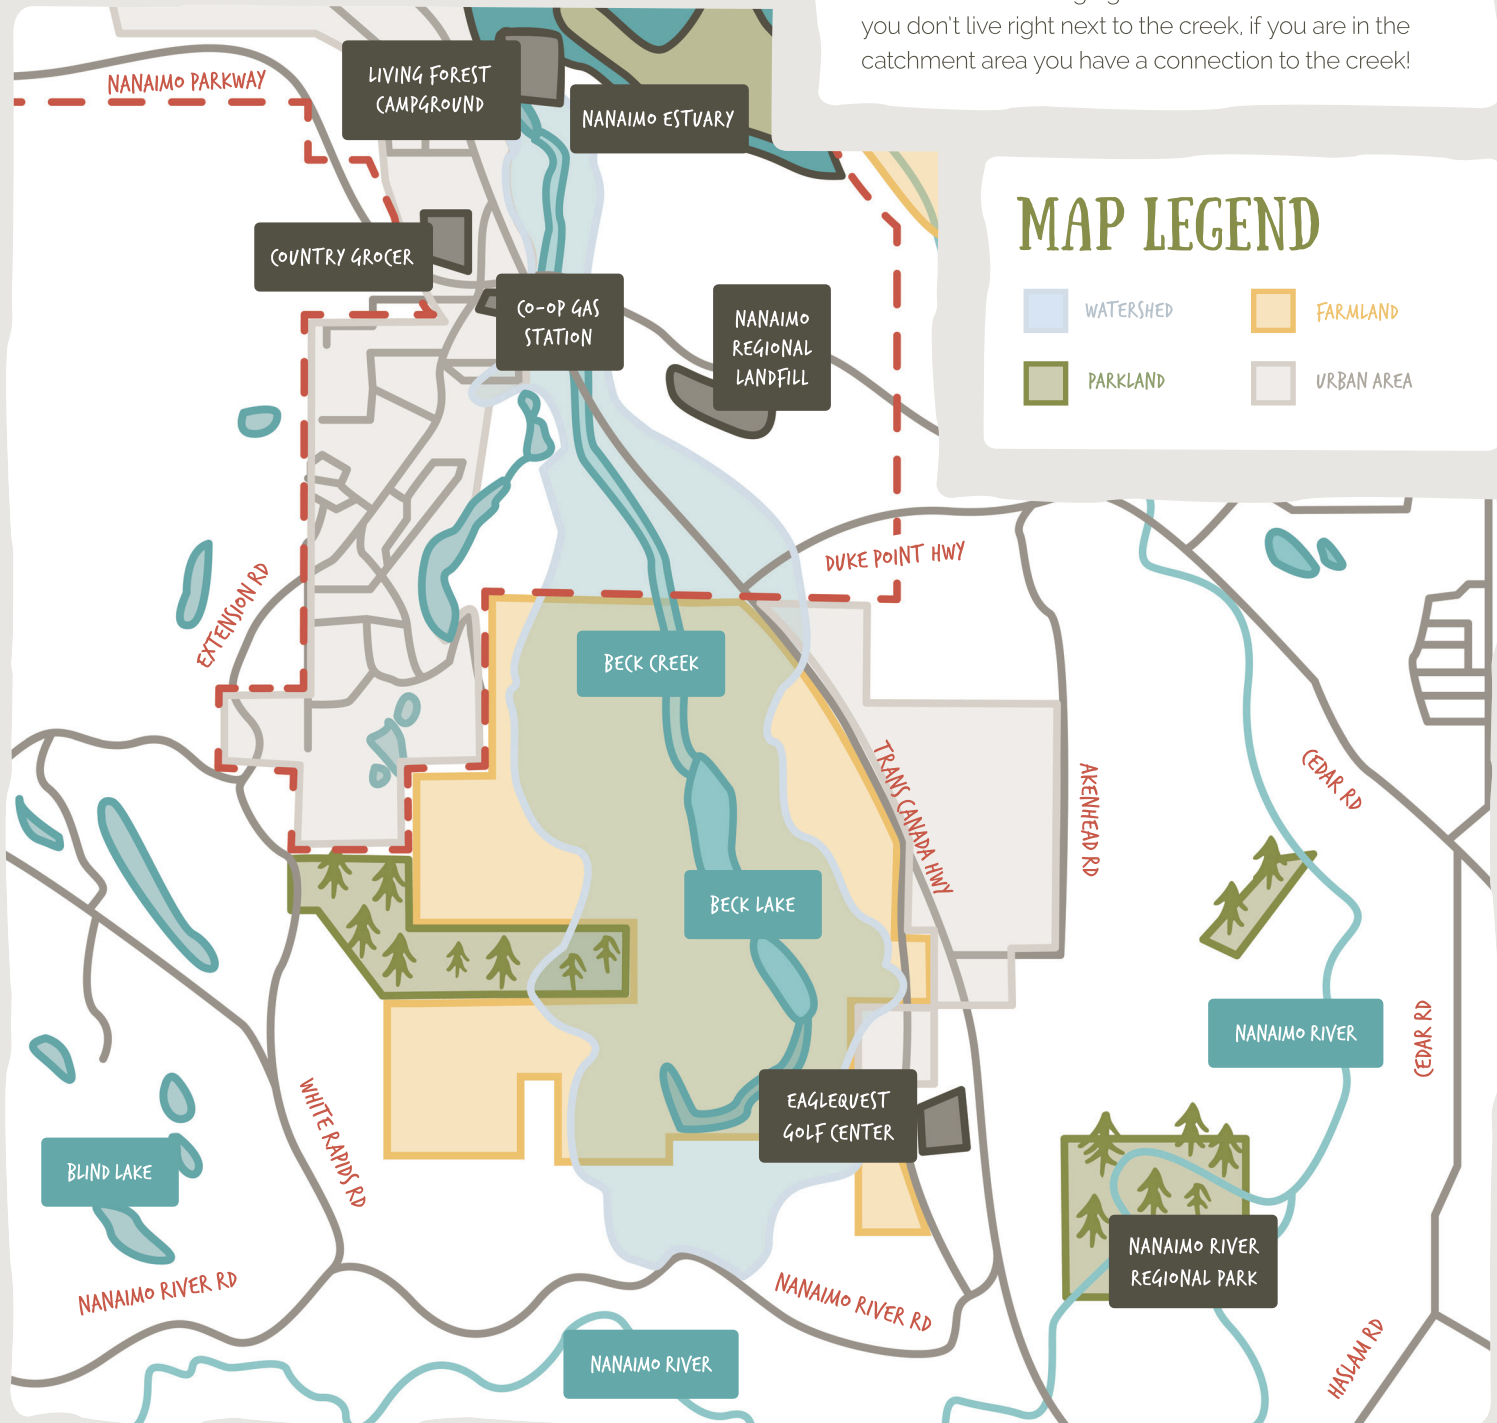 you don't live right next to the creek, if you are in the
catchment area you have a connection to the creek!
MAP LEGEND
WATERSHED
FARMLAND
PARKLAND
URBAN AREA
NANAIMO PARKWAY
LIVING FOREST
CAMPGROUND
NANAIMO ESTUARY
COUNTRY GROCER
CO-OP GAS
STATION
NANAIMO
REGIONAL
LANDFILL
DUKE POINT HWY
EXTENSION RD
BECK CREEK
TRANS CANADA HWY
AKENHEAD RD
CEDAR RD
BECK LAKE
NANAIMO RIVER
CEDAR RD
WHITE RAPIDS RD
EAGLEQUEST
GOLF CENTER
BLIND LAKE
NANAIMO RIVER
REGIONAL PARK
NANAIMO RIVER RD
NANAIMO RIVER RD
NANAIMO RIVER
HASLAM RD